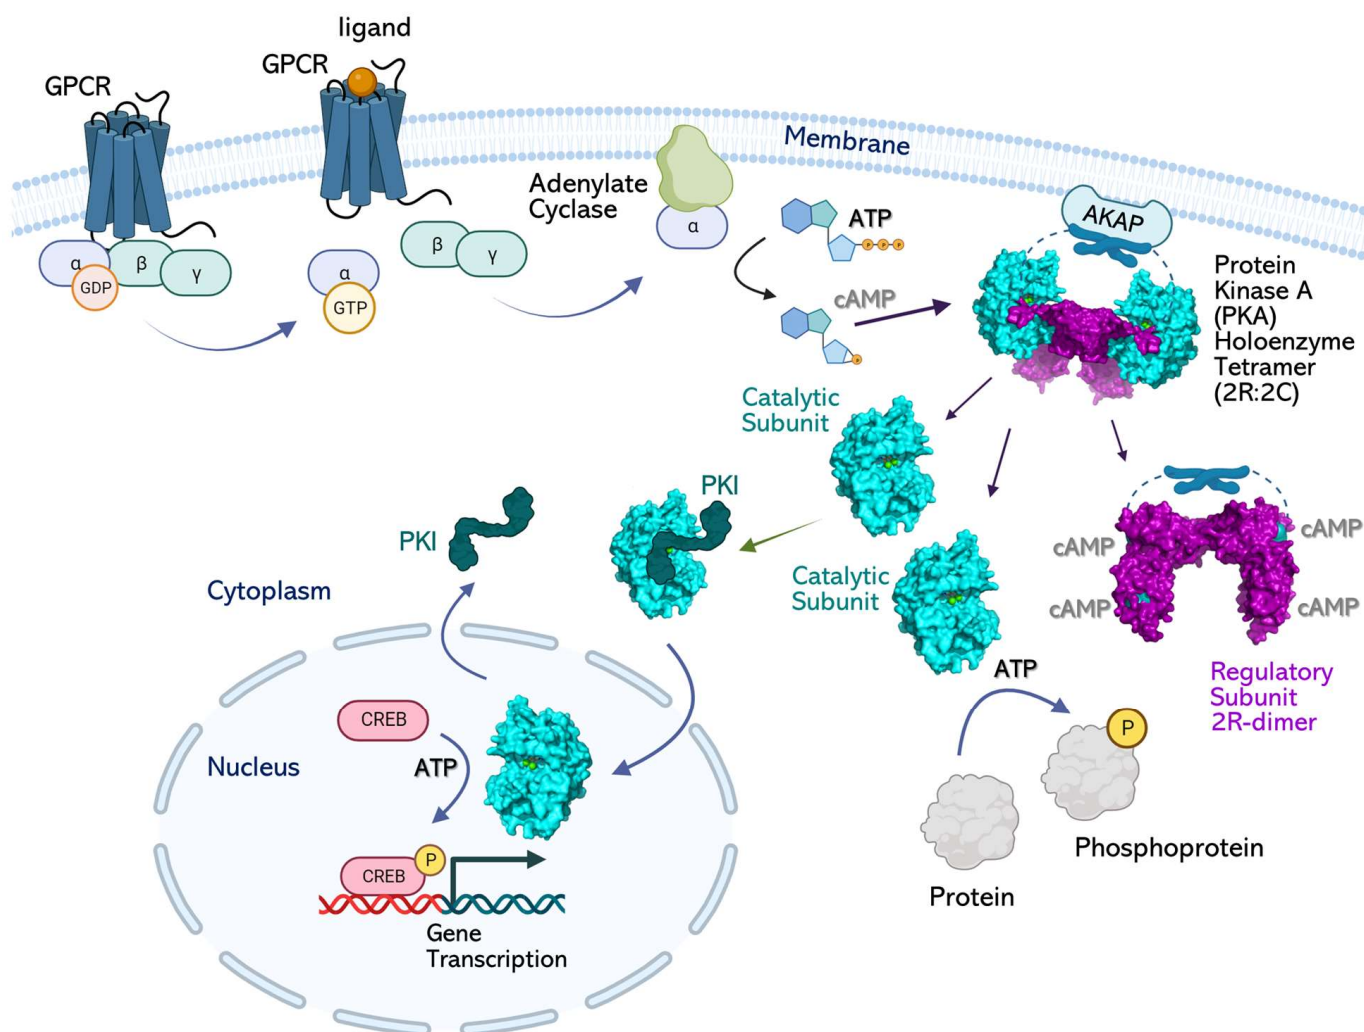 ligand
GPCR
GPCR
Membrane
Adenylate
Cyclase
α
β
γ
GDP
α
GTP
β
γ
α
ATP
P P P
cAMP
P
AKAP
Protein
Kinase A
(PKA)
Holoenzyme
Tetramer
(2R:2C)
Catalytic
Subunit
PKI
PKI
Catalytic
Subunit
cAMP
cAMP
cAMP
cAMP
Regulatory
Subunit
2R-dimer
Cytoplasm
Nucleus
CREB
ATP
CREB
P
Gene
Transcription
ATP
P
Protein
Phosphoprotein